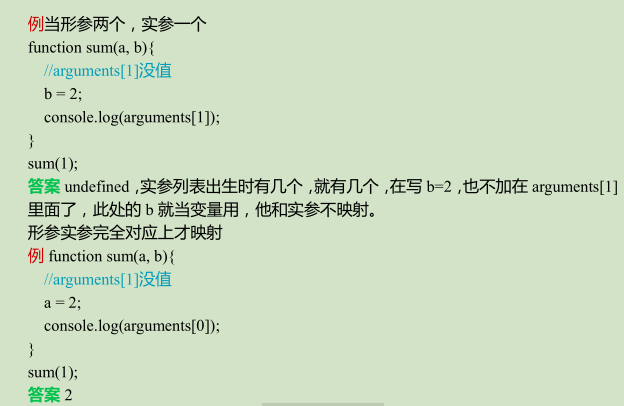 例当形参两个，实参一个
function sum(a, b){
//arguments[1]没值
b = 2;
console.log(arguments[1]);
}
sum(1);
答案 undefined ,实参列表出生时有几个，就有几个，在写 b=2，也不加在 arguments[1]
里面了，此处的 b 就当变量用，他和实参不映射。
形参实参完全对应上才映射
例 function sum(a, b){
//arguments[1]没值
a = 2;
console.log(arguments[0]);
}
sum(1);
答案 2